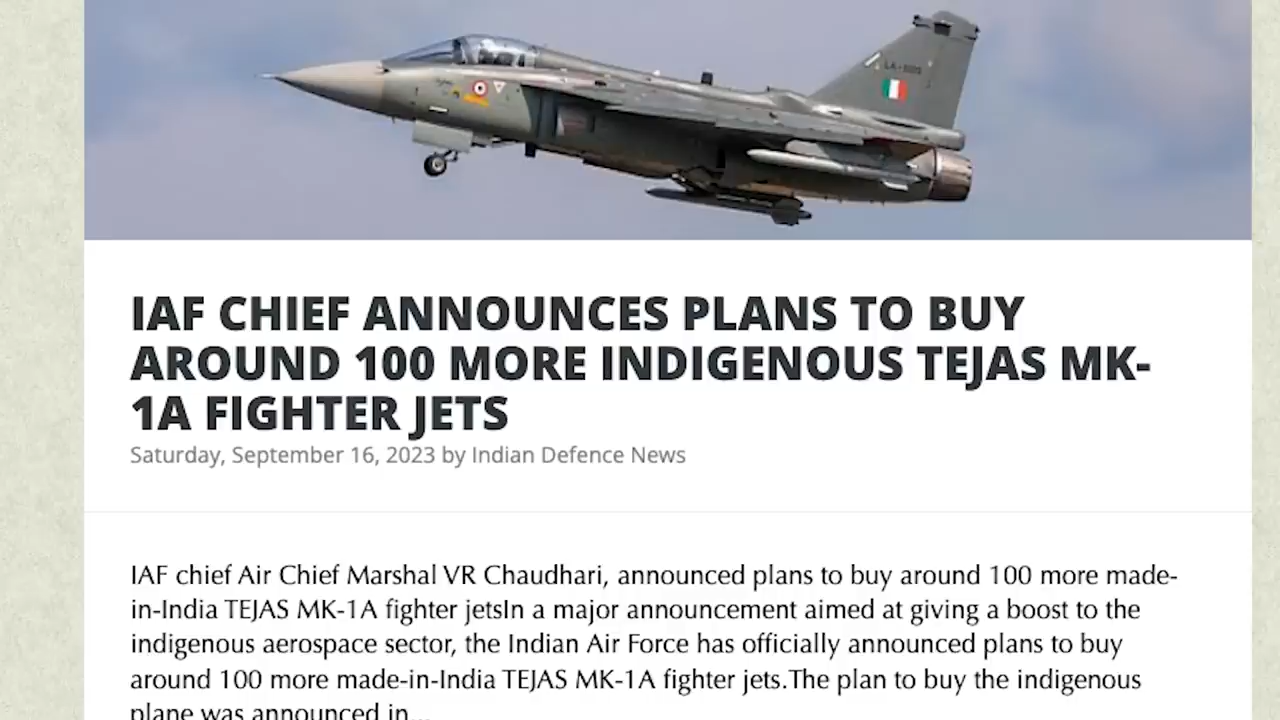 IAF CHIEF ANNOUNCES PLANS TO BUY
AROUND 100 MORE INDIGENOUS TEJAS MK-
1A FIGHTER JETS
Saturday, September 16, 2023 by Indian Defence News
IAF chief Air Chief Marshal VR Chaudhari, announced plans to buy around 100 more made-
in-India TEJAS MK-1A fighter jetsIn a major announcement aimed at giving a boost to the
indigenous aerospace sector, the Indian Air Force has officially announced plans to buy
around 100 more made-in-India TEJAS MK-1A fighter jets.The plan to buy the indigenous
plane was announced in...